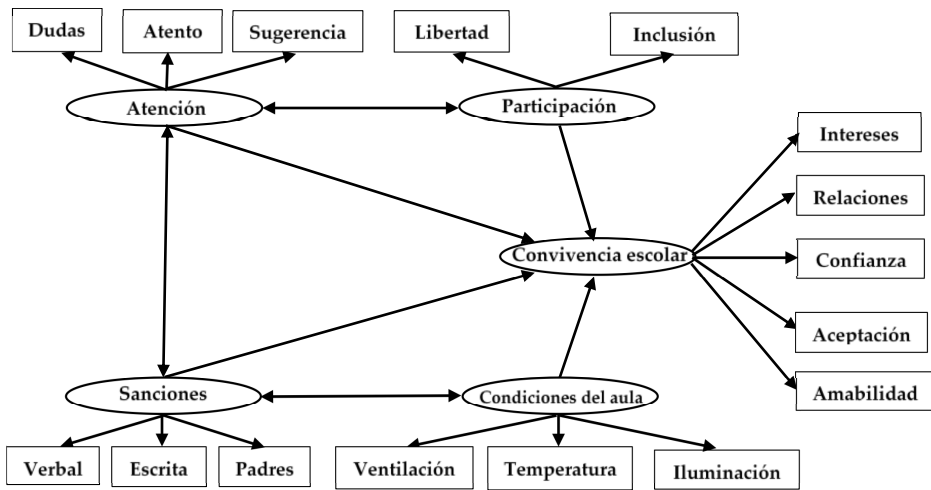 Dudas
Atento
Sugerencia
Libertad
Inclusión
Atención
Participación
Intereses
Relaciones
Convivencia escolar
Confianza
Aceptación
Amabilidad
Sanciones
Condiciones del aula
Verbal
Escrita
Padres
Ventilación
Temperatura
Iluminación